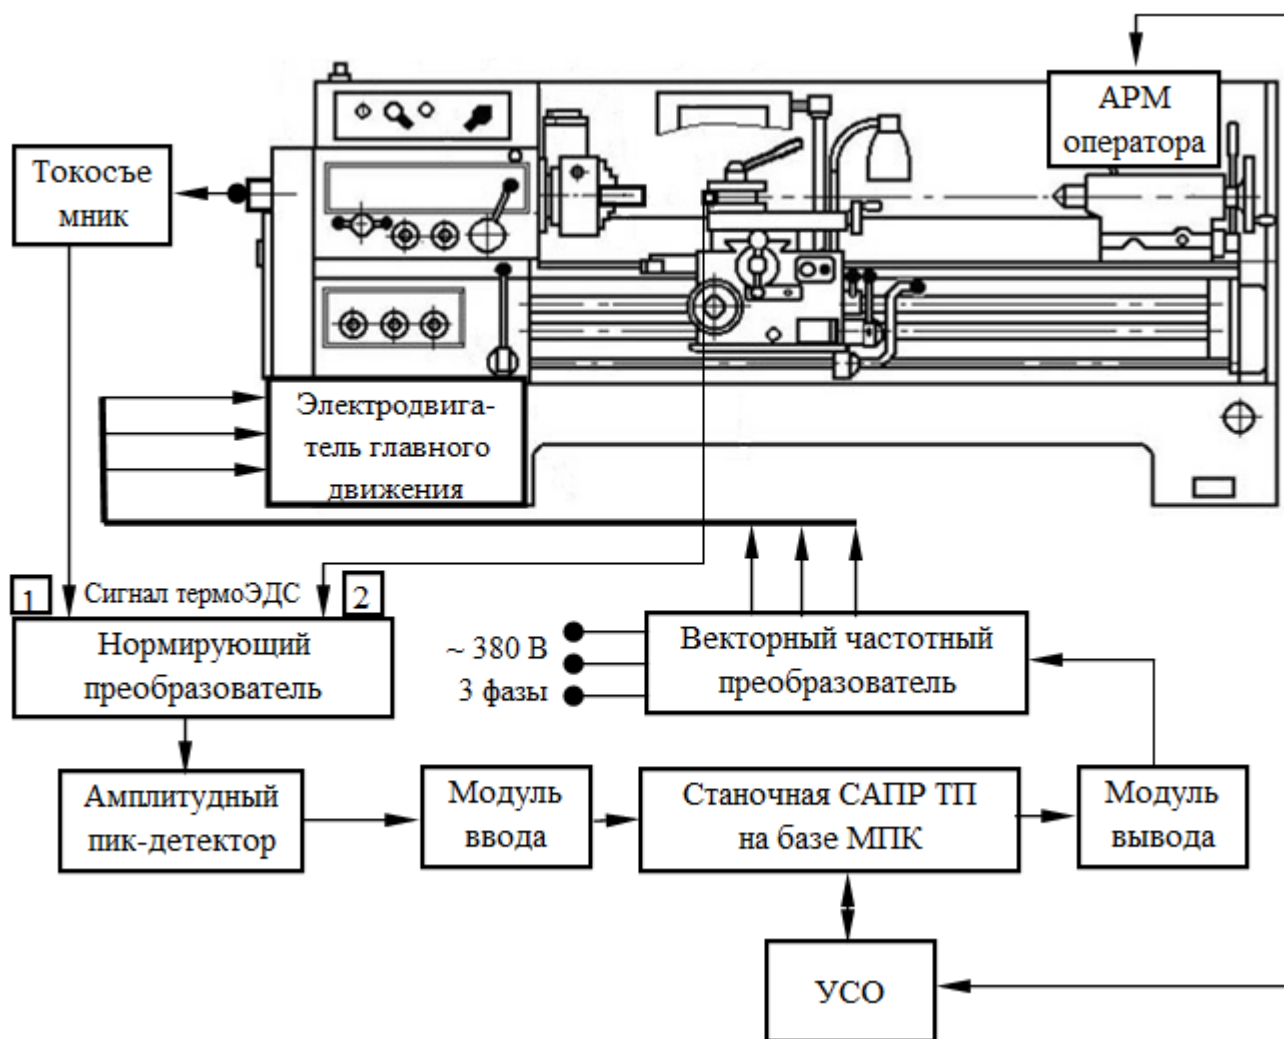 АРМ
оператора
Токосъе
мник
Электродвига-
тель главного
движения
1
Сигнал термоЭДС
2
Нормирующий
преобразователь
~ 380 В
3 фазы
Векторный частотный
преобразователь
Амплитудный
пик-детектор
Модуль
ввода
Станочная САПР ТП
на базе МПК
Модуль
вывода
УСО